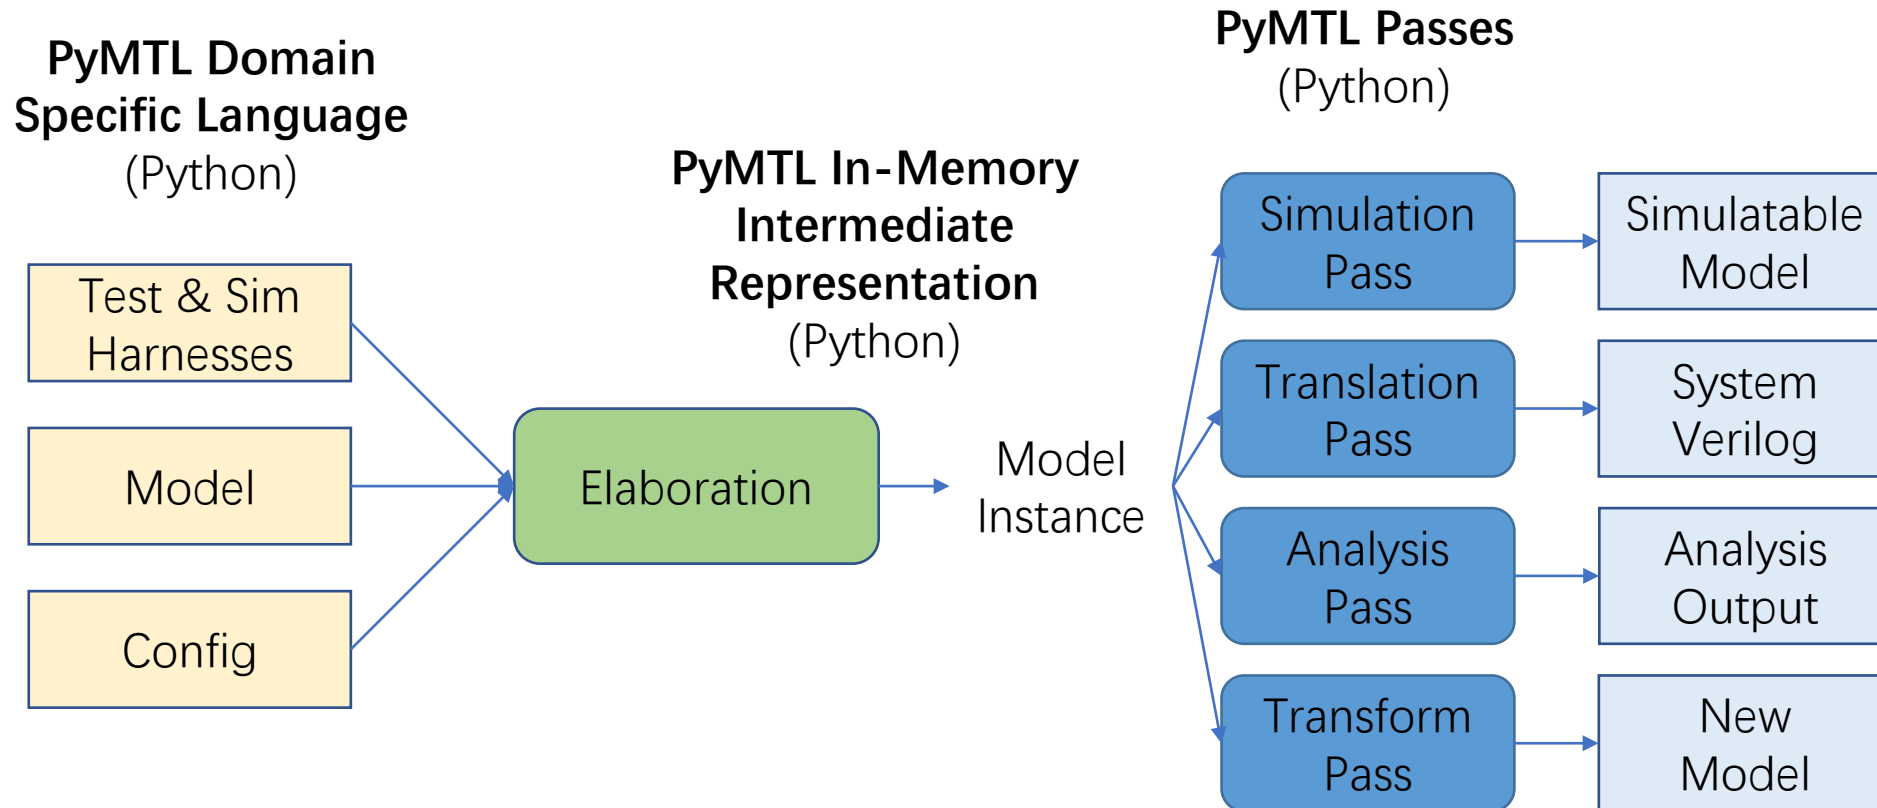 PyMTL Domain
Specific Language
(Python)
Test & Sim
Harnesses
Model
Config
PyMTL In-Memory
Intermediate
Representation
(Python)
Elaboration
Model
Instance
PyMTL Passes
(Python)
Simulation
Pass
Simulatable
Model
Translation
Pass
System
Verilog
Analysis
Pass
Analysis
Output
Transform
Pass
New
Model